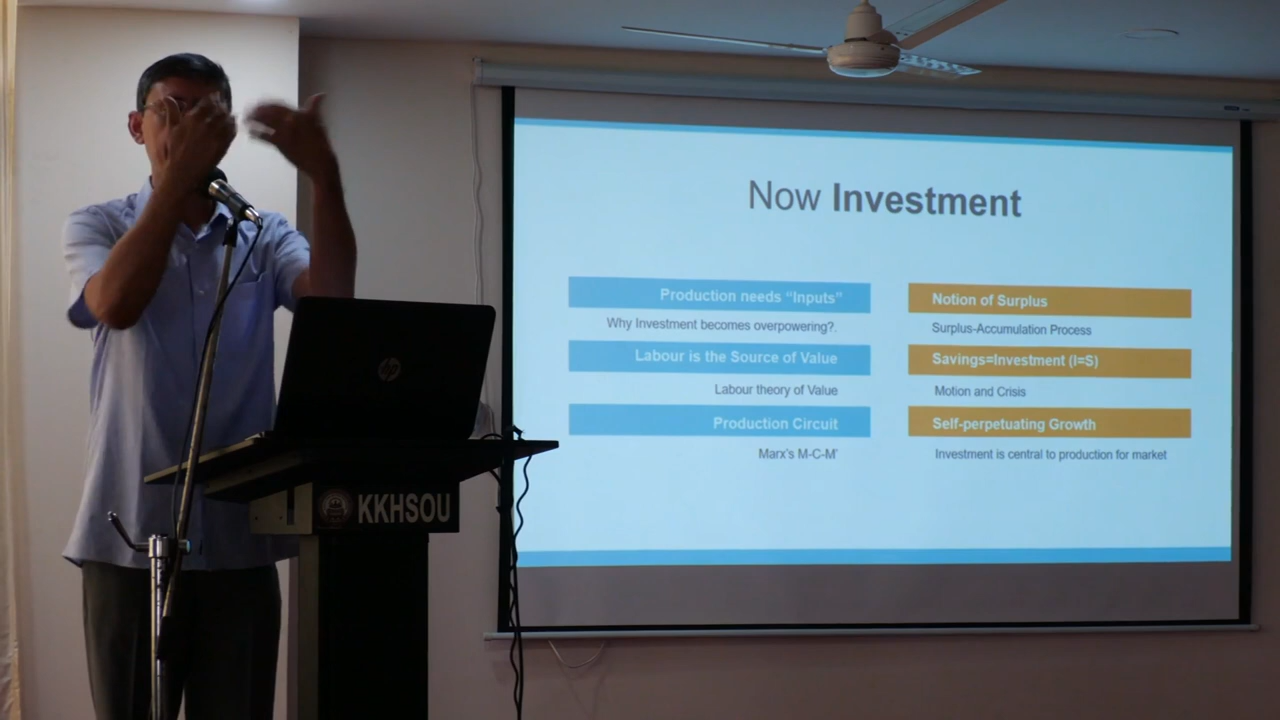 Now Investment
Production needs “Inputs”
Why Investment becomes overpowering?.
Labour is the Source of Value
Labour theory of Value
Production Circuit
Marx's M-C-M'
Notion of Surplus
Surplus-Accumulation Process
Savings=Investment (I=S)
Motion and Crisis
Self-perpetuating Growth
Investment is central to production for market
hp
KKHSOU